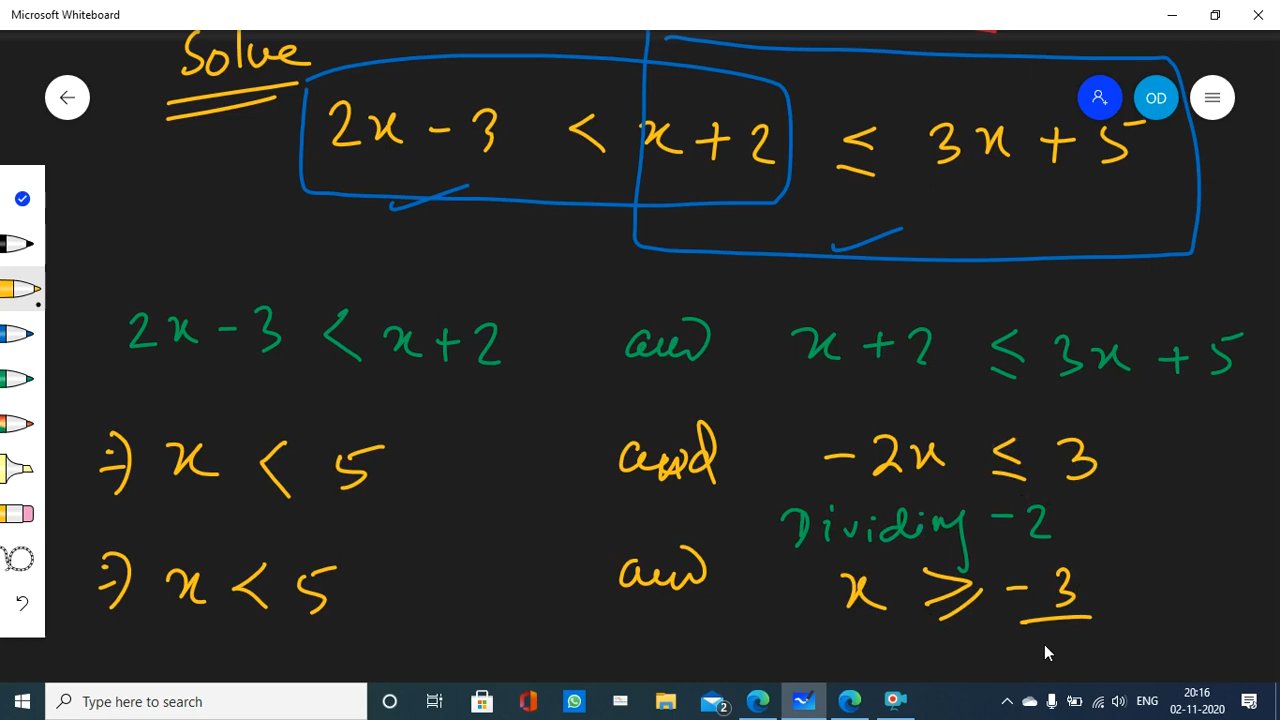 Microsoft Whiteboard
Solve
2x - 3 < x + 2 ≤ 3x + 5
OD
2x - 3 < x + 2 and x + 2 ≤ 3x + 5
⇒ x < 5 and - 2x ≤ 3
Dividing - 2
⇒ x < 5 and x ≥ - 3
Type here to search
2
ENG
20:16
02-11-2020